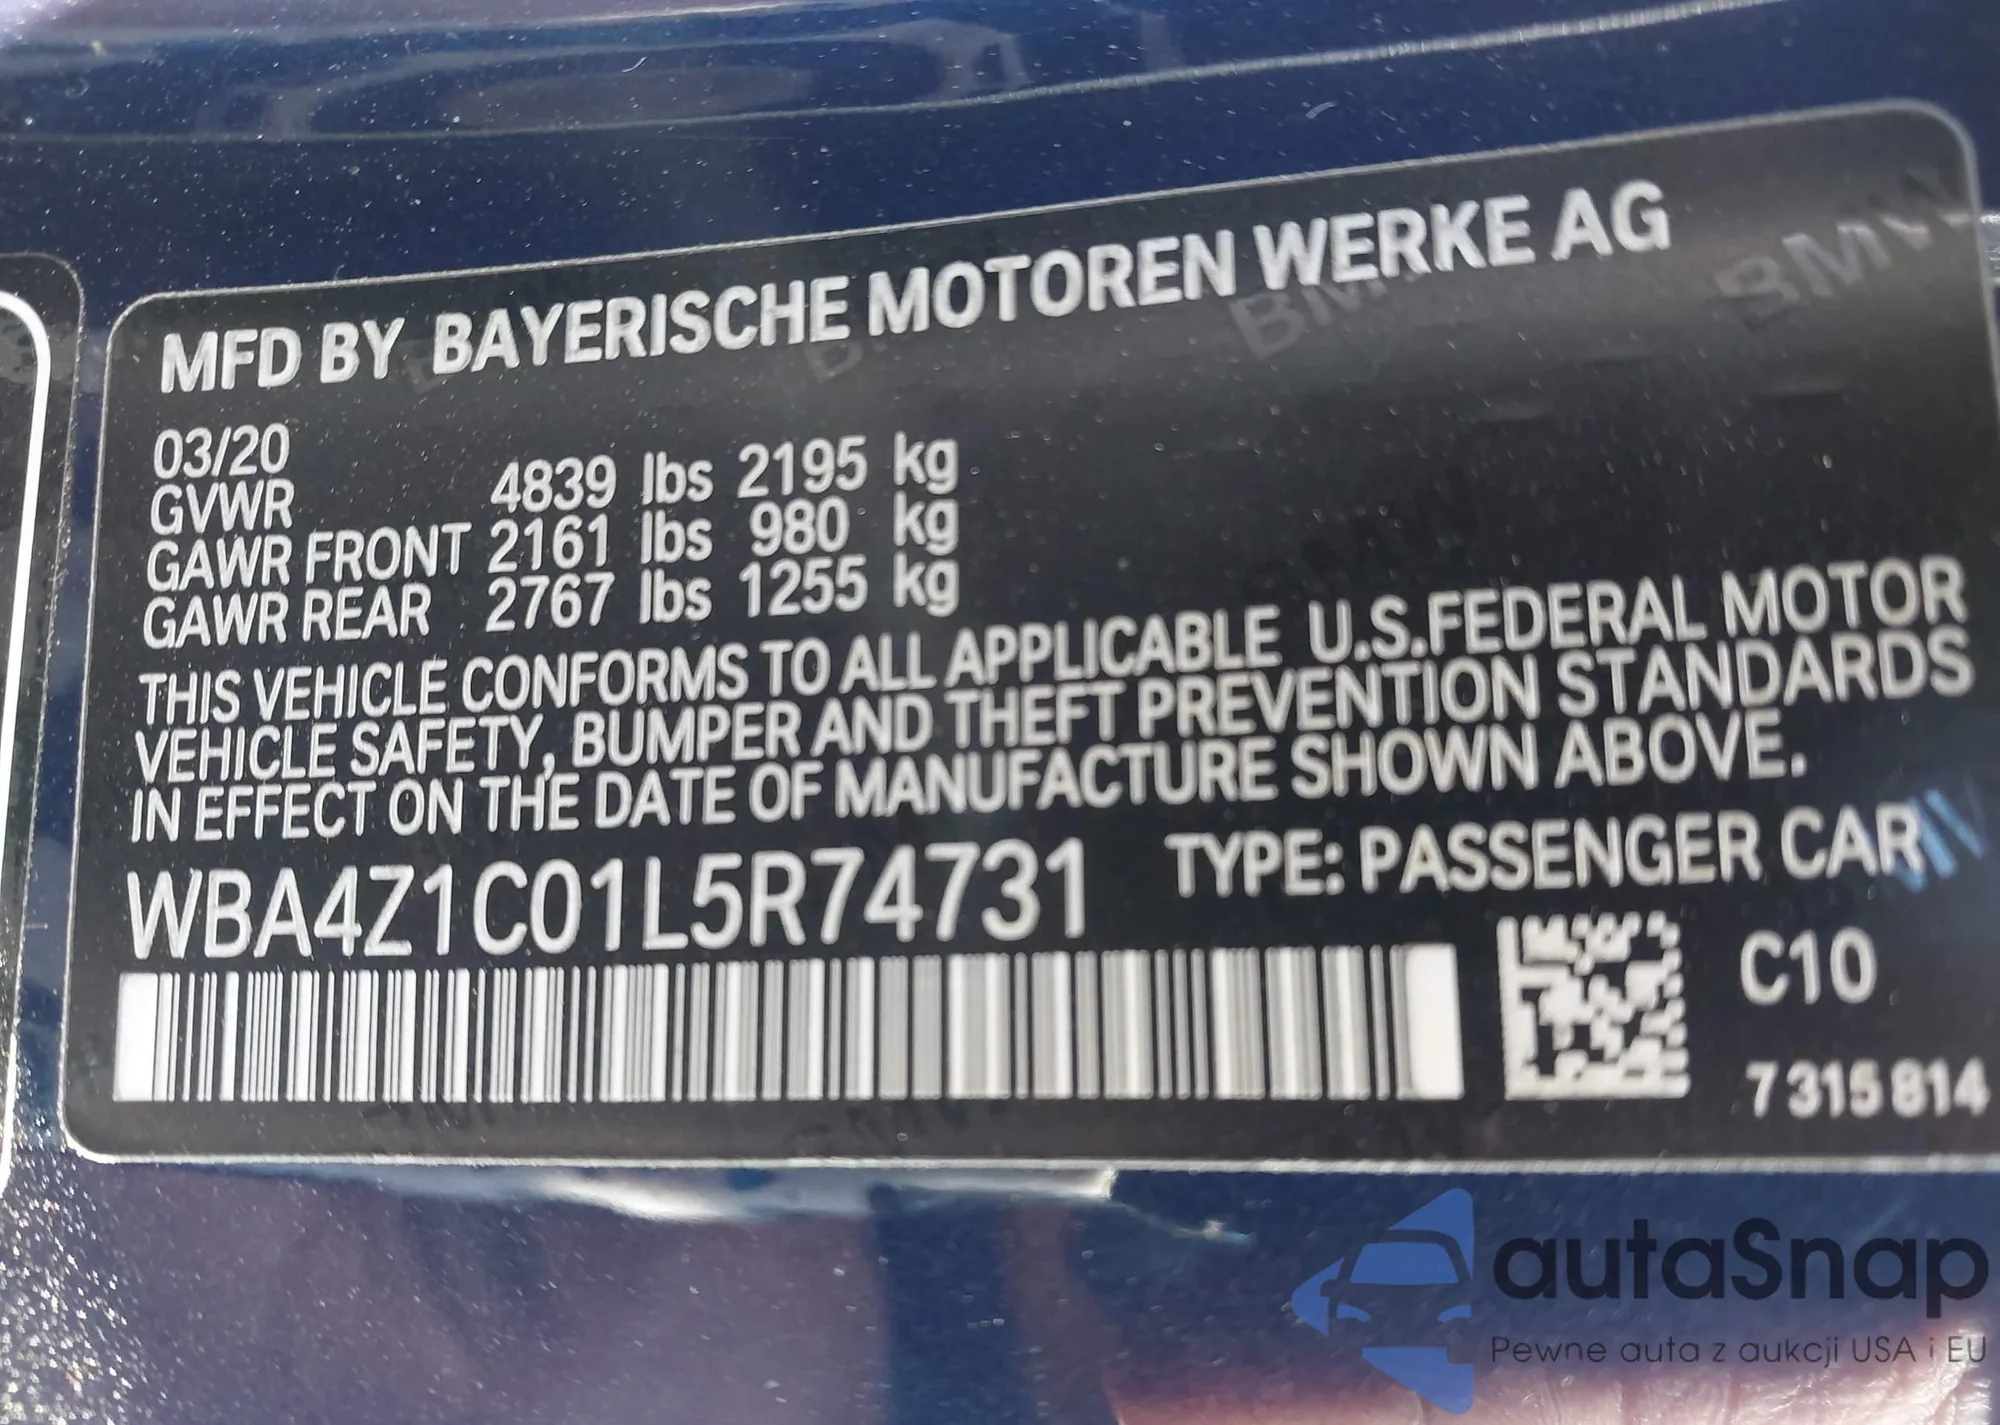 MFD BY BAYERISCHE MOTOREN WERKE AG
03/20
GVWR 4839 lbs 2195 kg
GAWR FRONT 2161 lbs 980 kg
GAWR REAR 2767 lbs 1255 kg
THIS VEHICLE CONFORMS TO ALL APPLICABLE U.S.FEDERAL MOTOR
VEHICLE SAFETY, BUMPER AND THEFT PREVENTION STANDARDS
IN EFFECT ON THE DATE OF MANUFACTURE SHOWN ABOVE.
WBA4Z1C01L5R74731 TYPE: PASSENGER CAR
C10
7 315 814
autaSnap
Pewne auta z aukcji USA i EU